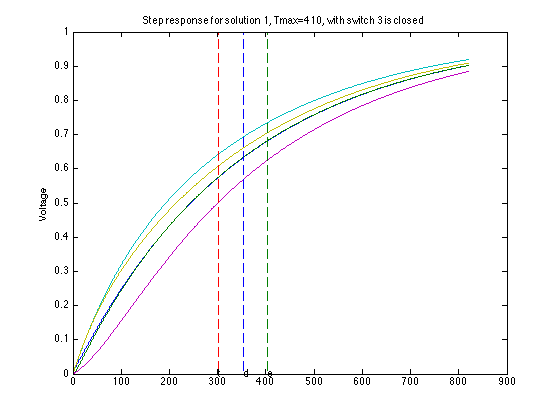 Step response for solution 1, Tmax=410, with switch 3 is closed
1
0.9
0.8
0.7
0.6
0.5
0.4
0.3
0.2
0.1
0
Voltage
f d e
0 100 200 300 400 500 600 700 800 900